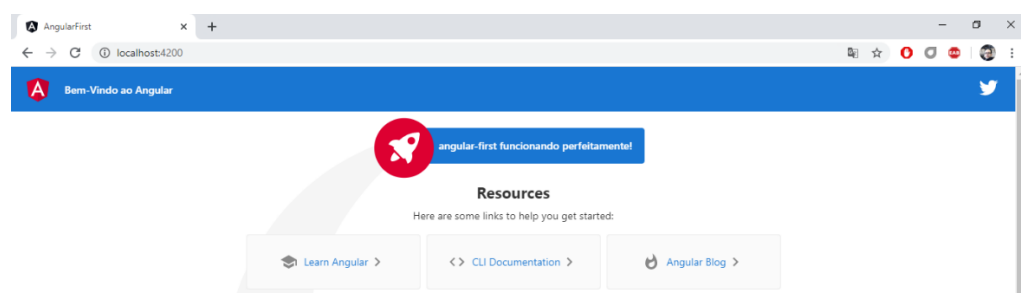 AngularFirst
localhost:4200
Bem-Vindo ao Angular
angular-first funcionando perfeitamente!
Resources
Here are some links to help you get started:
Learn Angular
CLI Documentation
Angular Blog